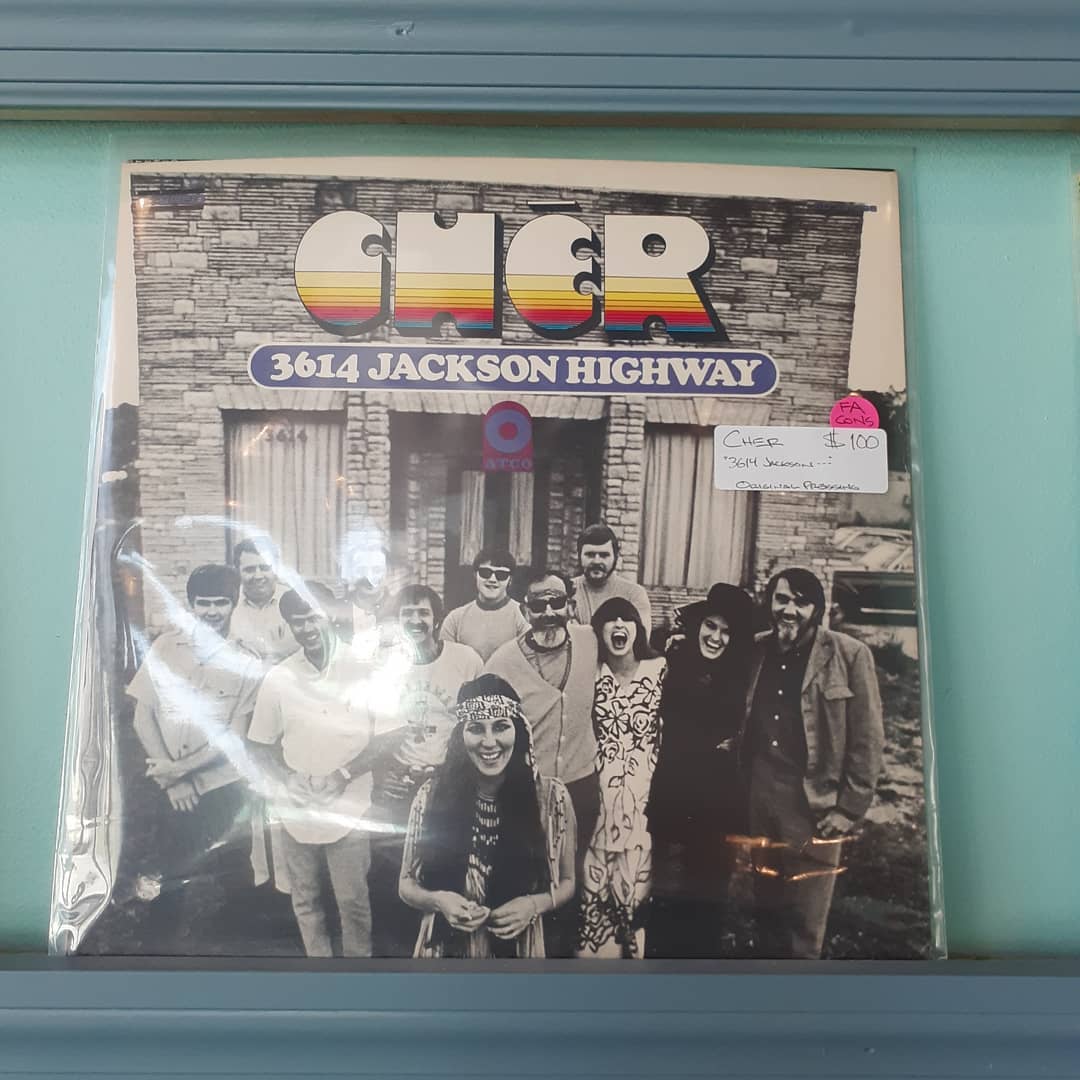 CHĒR
3614 JACKSON HIGHWAY
3614
ATCO
FA
CONS
CHER $100
"3614 JACKSON..."
ORIGINAL PRESSING